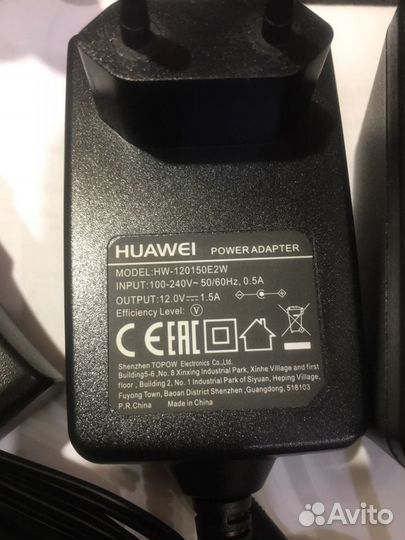 HUAWEI POWER ADAPTER
MODEL:HW-120150E2W
INPUT:100-240V~ 50/60Hz, 0.5A
OUTPUT:12.0V⎓1.5A
Efficiency Level: Ⓥ
CE EAC
Shenzhen TOPOW Electronics Co.,Ltd.
Building5-6 ,No. 8 Xinxing Industrial Park, Xinhe Village and first
floor , Building 2, No. 1 Industrial Park of Siyuan, Heping Village,
Fuyong Town, Baoan District Shenzhen ,Guangdong, 518103
P.R.China Made in China
Avito